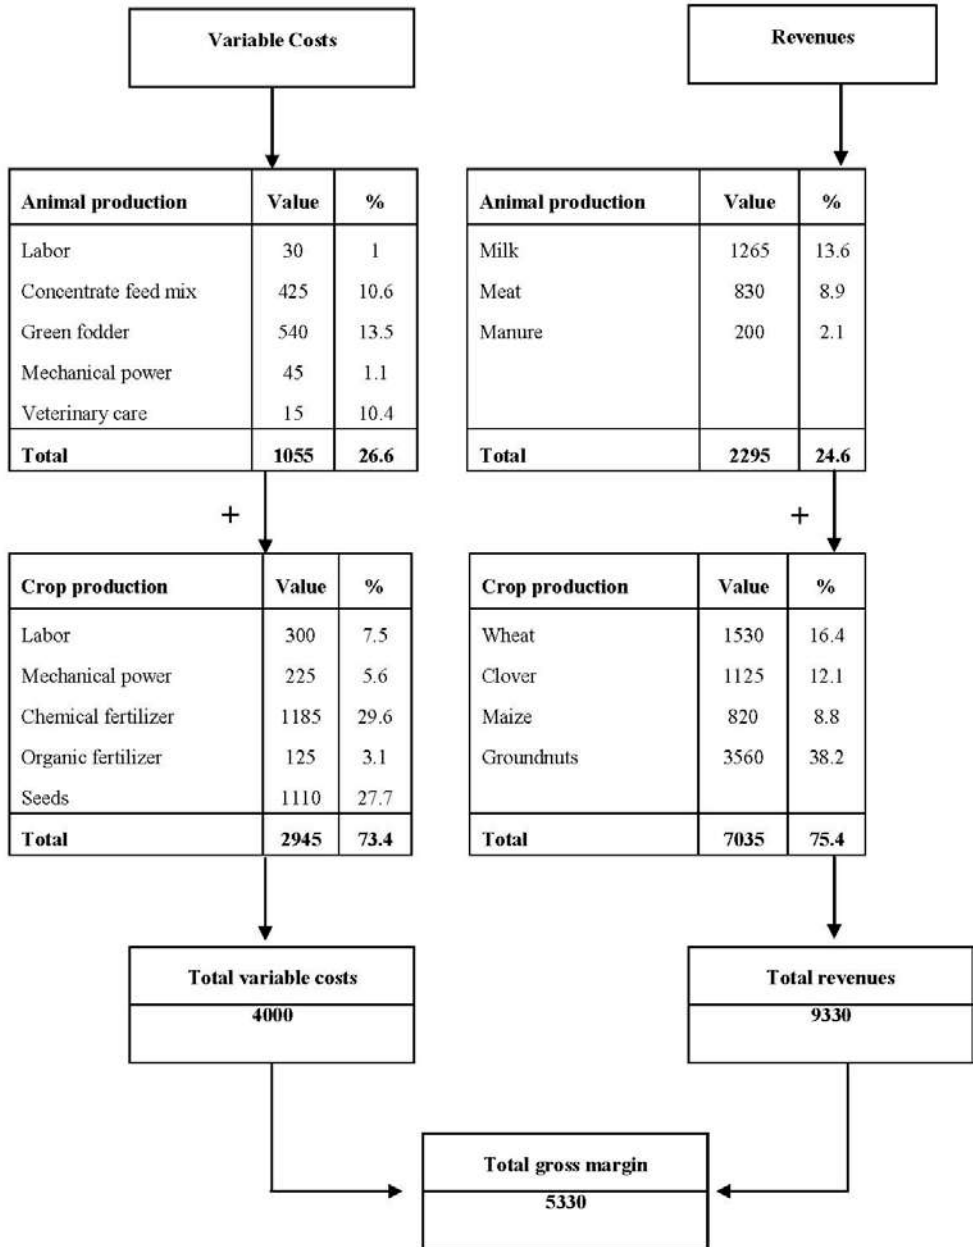 Variable Costs
Revenues
Animal production Value %
Labor 30 1
Concentrate feed mix 425 10.6
Green fodder 540 13.5
Mechanical power 45 1.1
Veterinary care 15 10.4
Total 1055 26.6
Animal production Value %
Milk 1265 13.6
Meat 830 8.9
Manure 200 2.1
Total 2295 24.6
+
+
Crop production Value %
Labor 300 7.5
Mechanical power 225 5.6
Chemical fertilizer 1185 29.6
Organic fertilizer 125 3.1
Seeds 1110 27.7
Total 2945 73.4
Crop production Value %
Wheat 1530 16.4
Clover 1125 12.1
Maize 820 8.8
Groundnuts 3560 38.2
Total 7035 75.4
Total variable costs
4000
Total revenues
9330
Total gross margin
5330